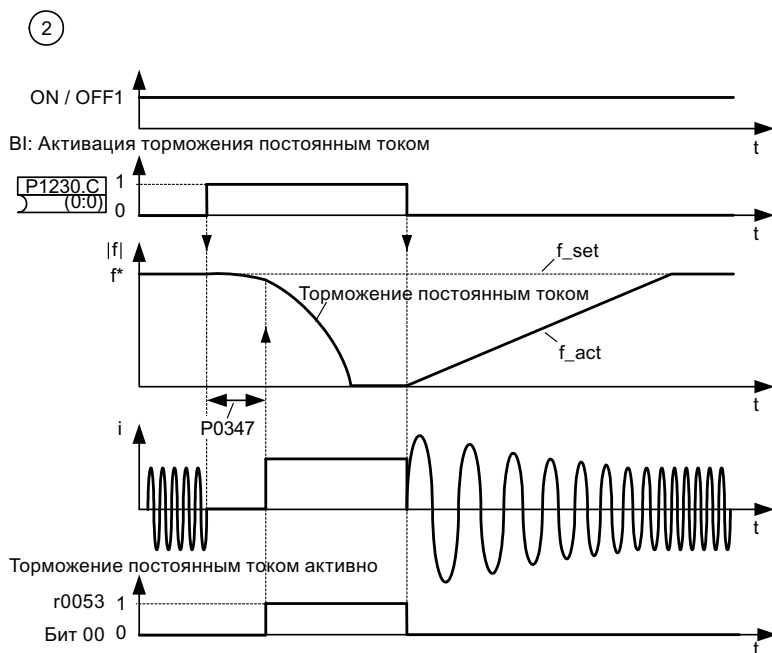 2
ON / OFF1
t
BI: Активация торможения постоянным током
P1230.C
(0:0)
1
0
t
|f|
f*
f_set
Торможение постоянным током
f_act
t
P0347
i
t
Торможение постоянным током активно
r0053 1
Бит 00 0
t